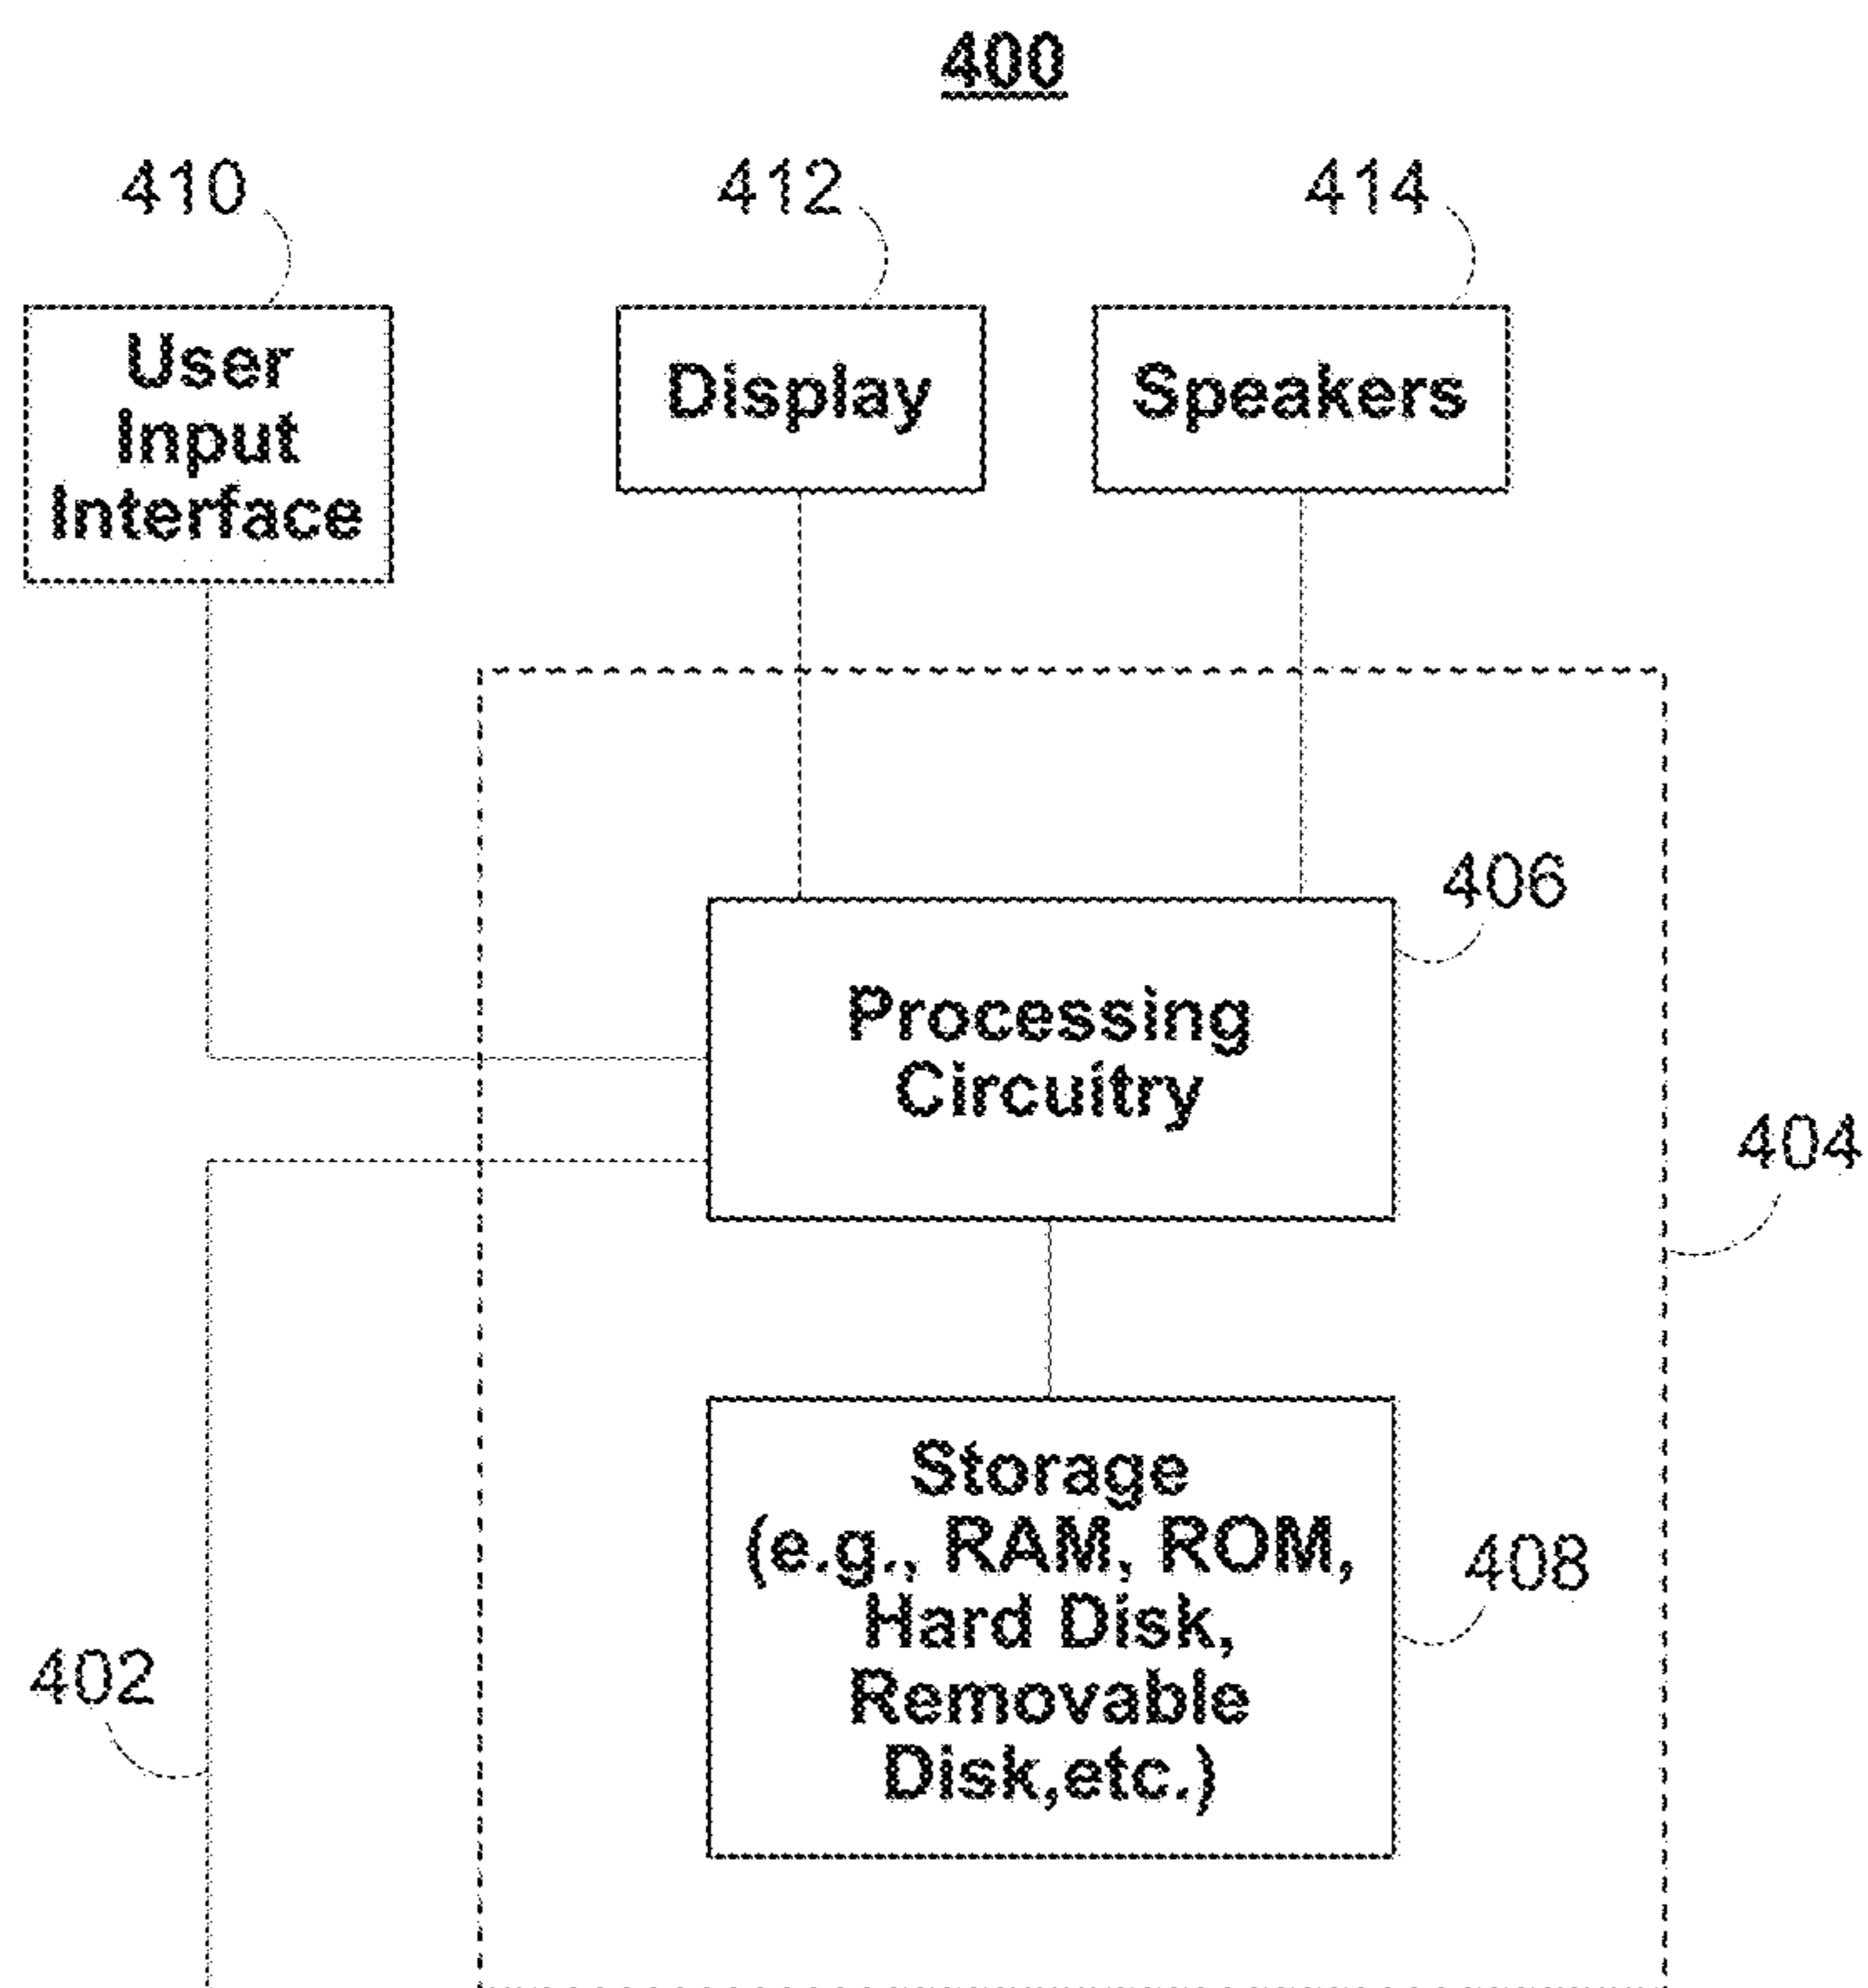 400
410
412
414
User
Input
Interface
Display
Speakers
406
Processing
Circuitry
404
Storage
(e.g., RAM, ROM,
Hard Disk,
Removable
Disk,etc.)
408
402